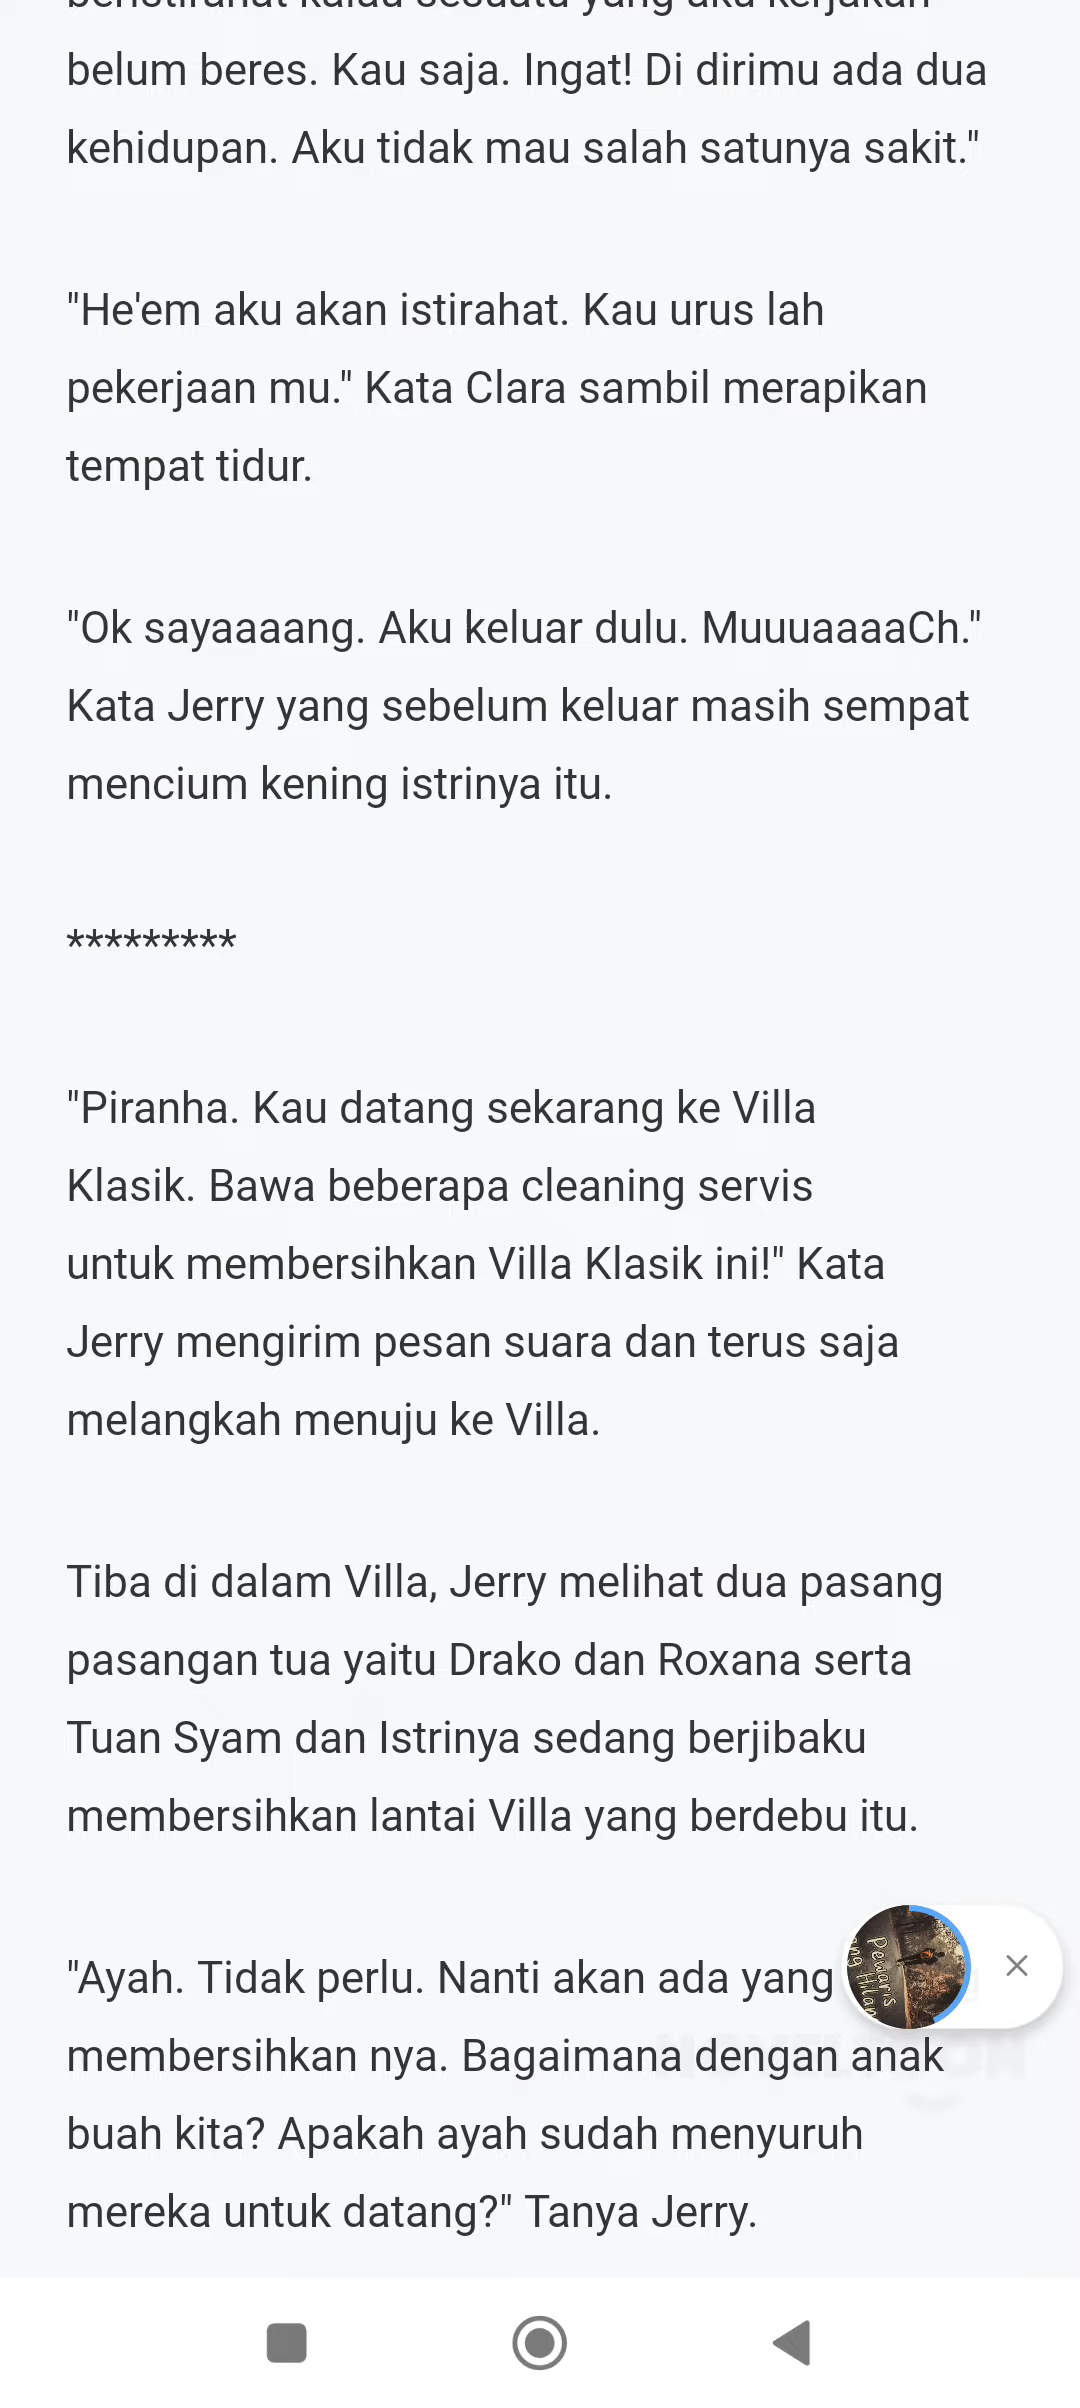 belum beres. Kau saja. Ingat! Di dirimu ada dua
kehidupan. Aku tidak mau salah satunya sakit."
"He'em aku akan istirahat. Kau urus lah
pekerjaan mu." Kata Clara sambil merapikan
tempat tidur.
"Ok sayaaaang. Aku keluar dulu. MuuuaaaaCh."
Kata Jerry yang sebelum keluar masih sempat
mencium kening istrinya itu.
*********
"Piranha. Kau datang sekarang ke Villa
Klasik. Bawa beberapa cleaning servis
untuk membersihkan Villa Klasik ini!" Kata
Jerry mengirim pesan suara dan terus saja
melangkah menuju ke Villa.
Tiba di dalam Villa, Jerry melihat dua pasang
pasangan tua yaitu Drako dan Roxana serta
Tuan Syam dan Istrinya sedang berjibaku
membersihkan lantai Villa yang berdebu itu.
"Ayah. Tidak perlu. Nanti akan ada yang
Pewaris
membersihkan nya. Bagaimana dengan anak
buah kita? Apakah ayah sudah menyuruh
mereka untuk datang?" Tanya Jerry.